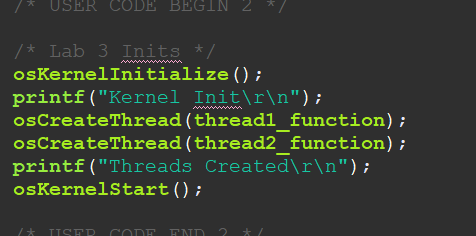 /* USER CODE BEGIN 2 */
/* Lab 3 Inits */
osKernelInitialize();
printf("Kernel Init\r\n");
osCreateThread(thread1_function);
osCreateThread(thread2_function);
printf("Threads Created\r\n");
osKernelStart();
/* USER CODE END 2 */